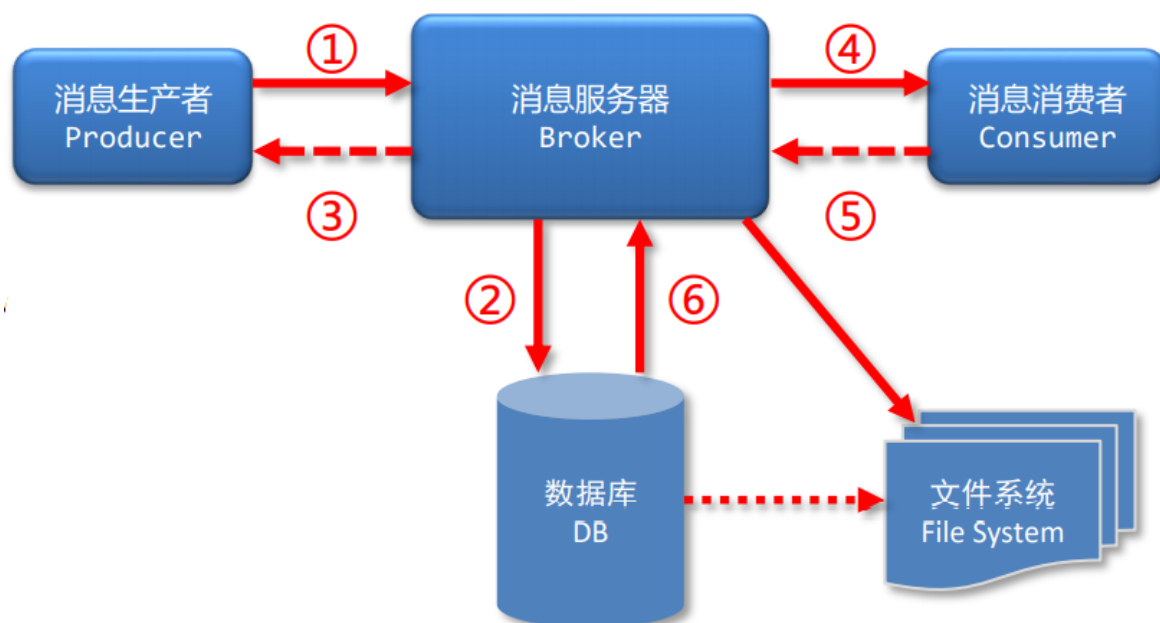 ①
④
消息生产者
Producer
消息服务器
Broker
消息消费者
Consumer
③
⑤
②
⑥
数据库
DB
文件系统
File System